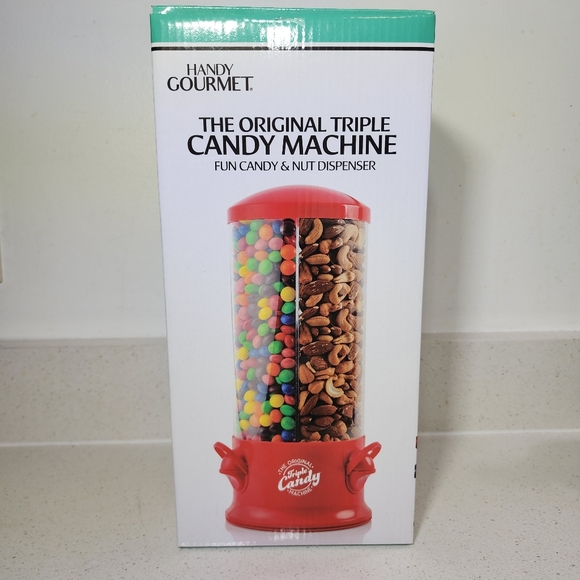 HANDY
GOURMET®
THE ORIGINAL TRIPLE
CANDY MACHINE
FUN CANDY & NUT DISPENSER
THE ORIGINAL
Triple
Candy
MACHINE